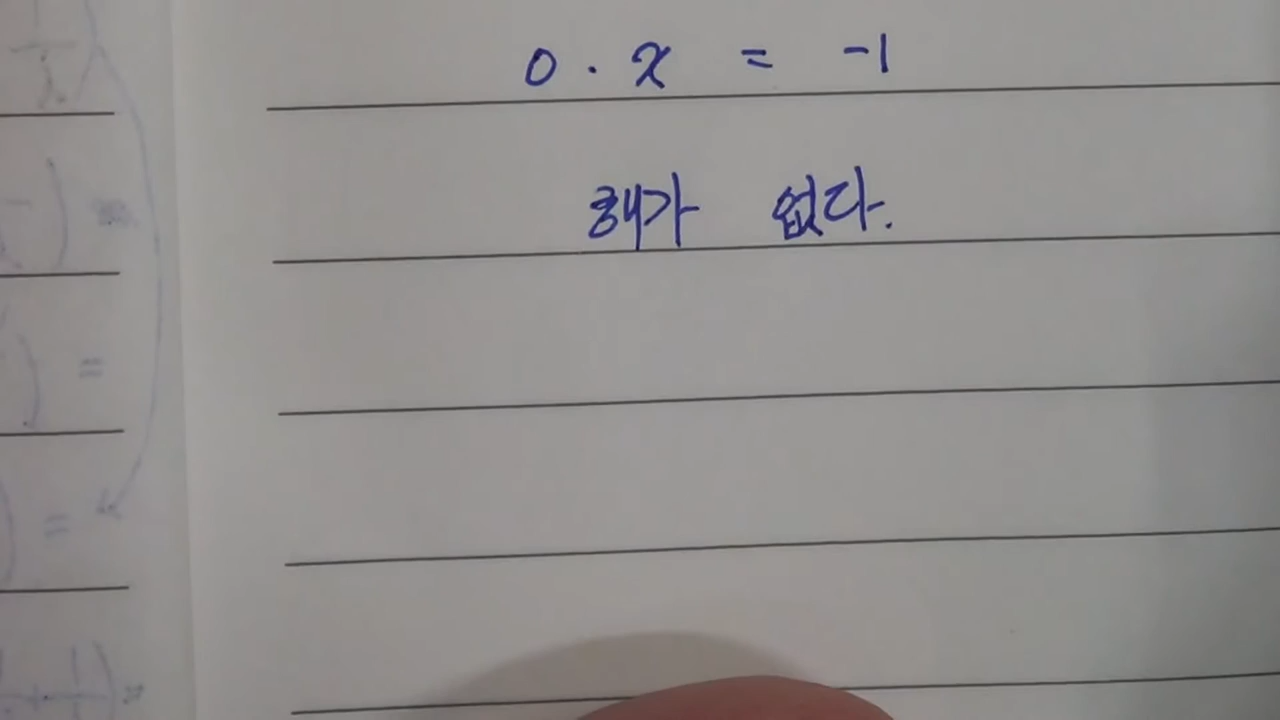 0 · x = -1
해가 없다.